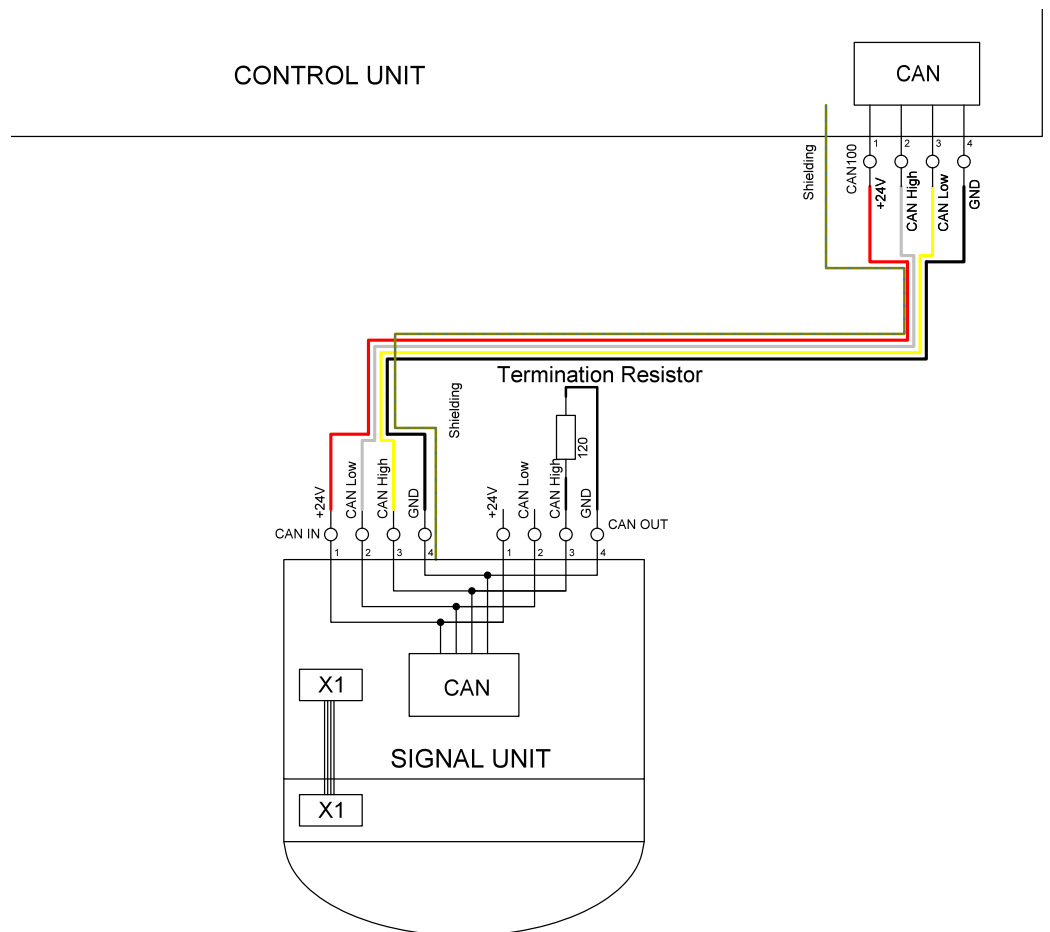 CONTROL UNIT
CAN
1
2
3
4
Shielding
CAN100
+24V
CAN High
CAN Low
GND
Termination Resistor
Shielding
120
+24V
CAN Low
CAN High
GND
+24V
CAN Low
CAN High
GND
CAN IN
CAN OUT
1
2
3
4
1
2
3
4
X1
CAN
SIGNAL UNIT
X1